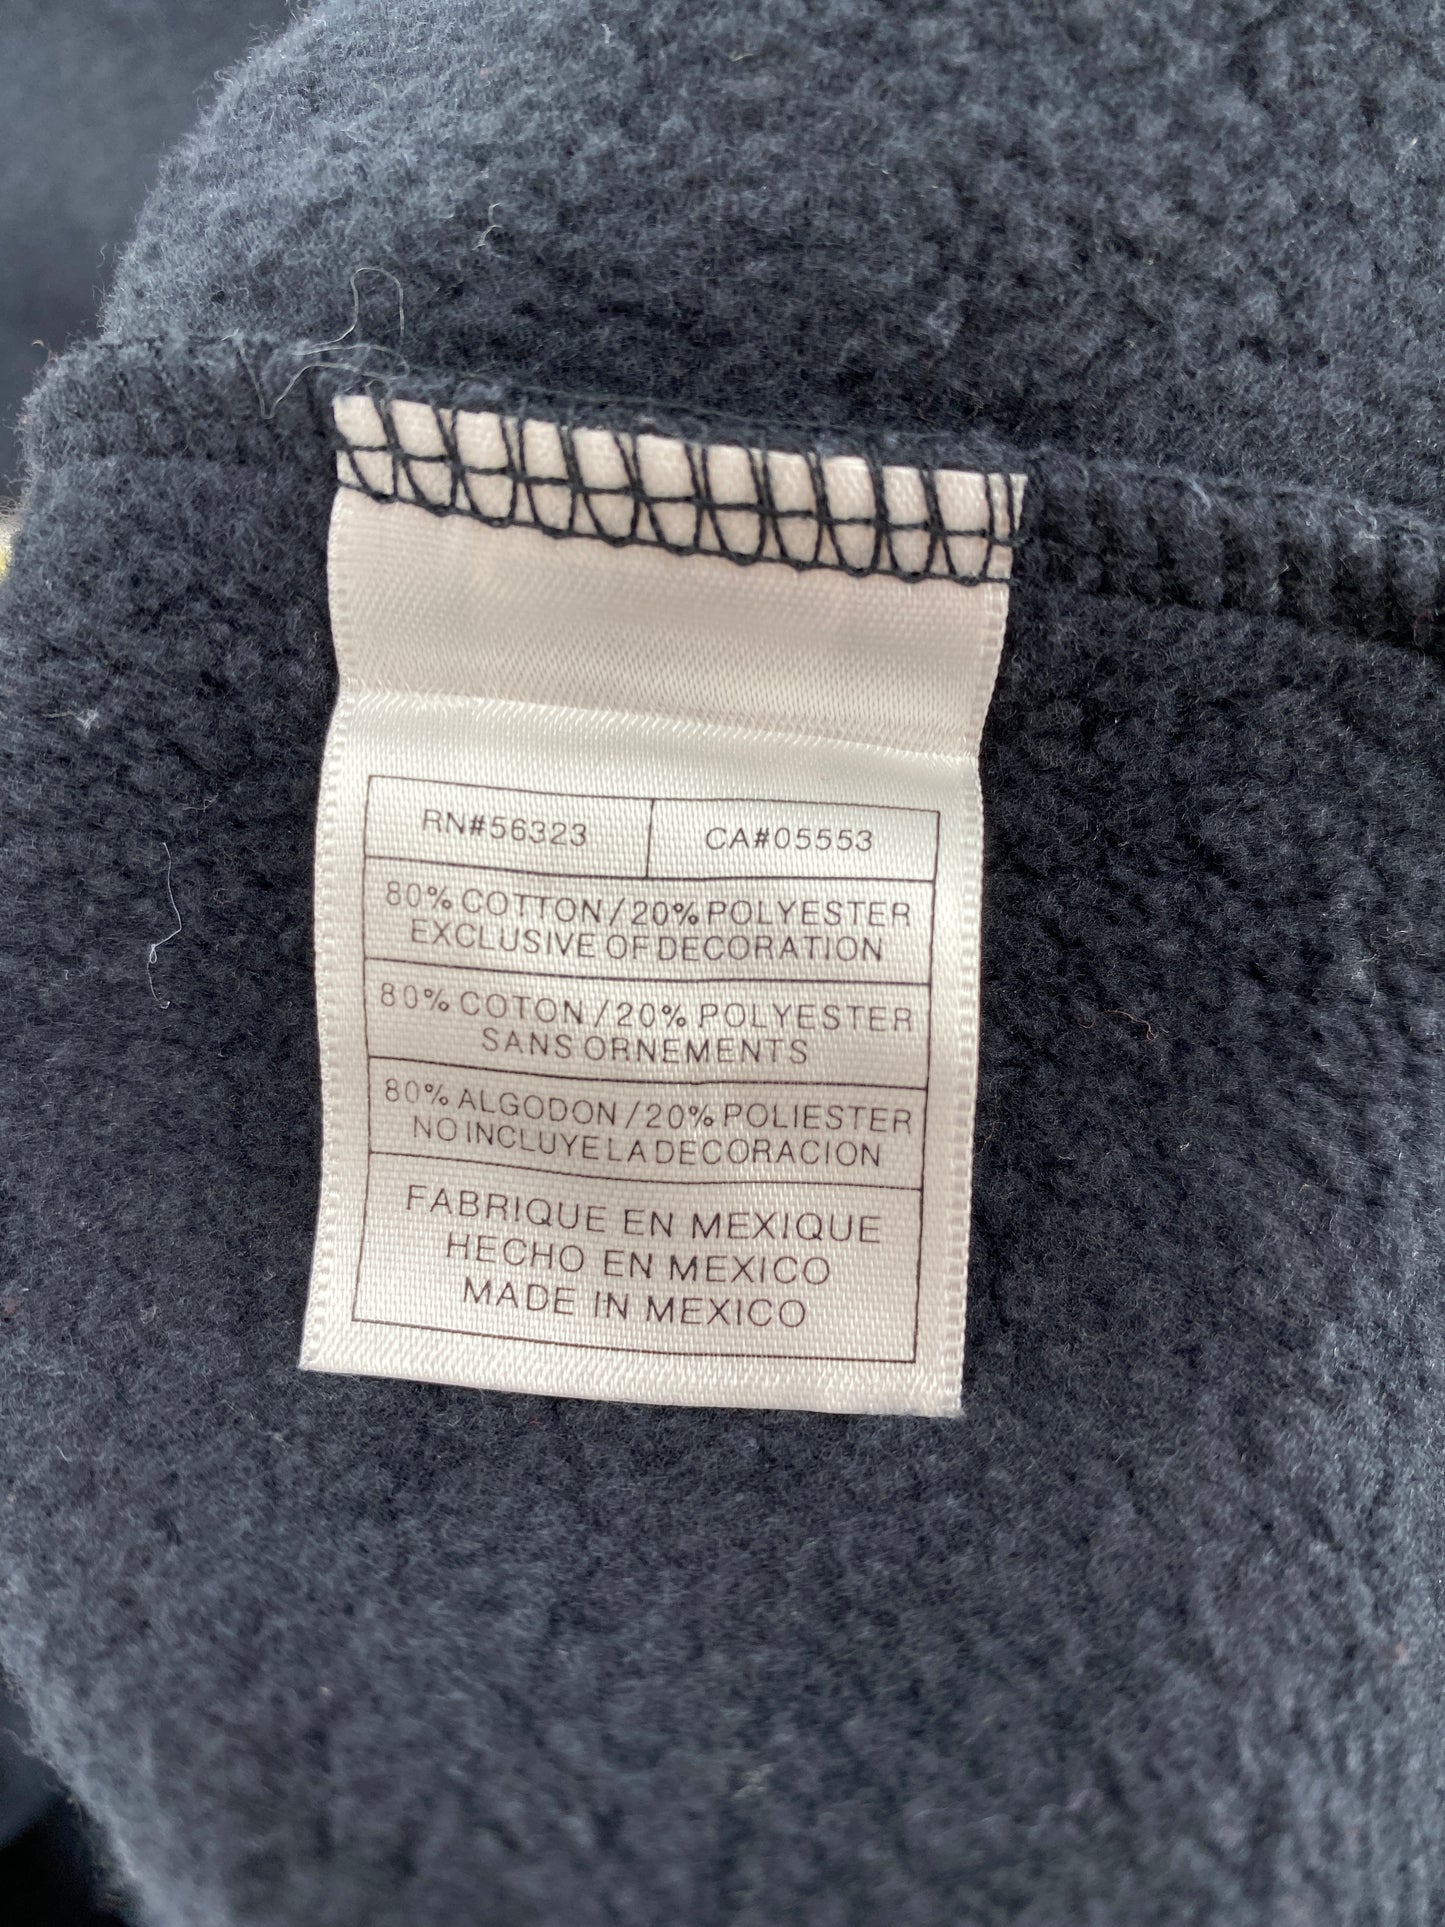 RN#56323 CA#05553
80% COTTON/20% POLYESTER
EXCLUSIVE OF DECORATION
80% COTON/20% POLYESTER
SANS ORNEMENTS
80% ALGODON/20% POLIESTER
NO INCLUYE LA DECORACION
FABRIQUE EN MEXIQUE
HECHO EN MEXICO
MADE IN MEXICO